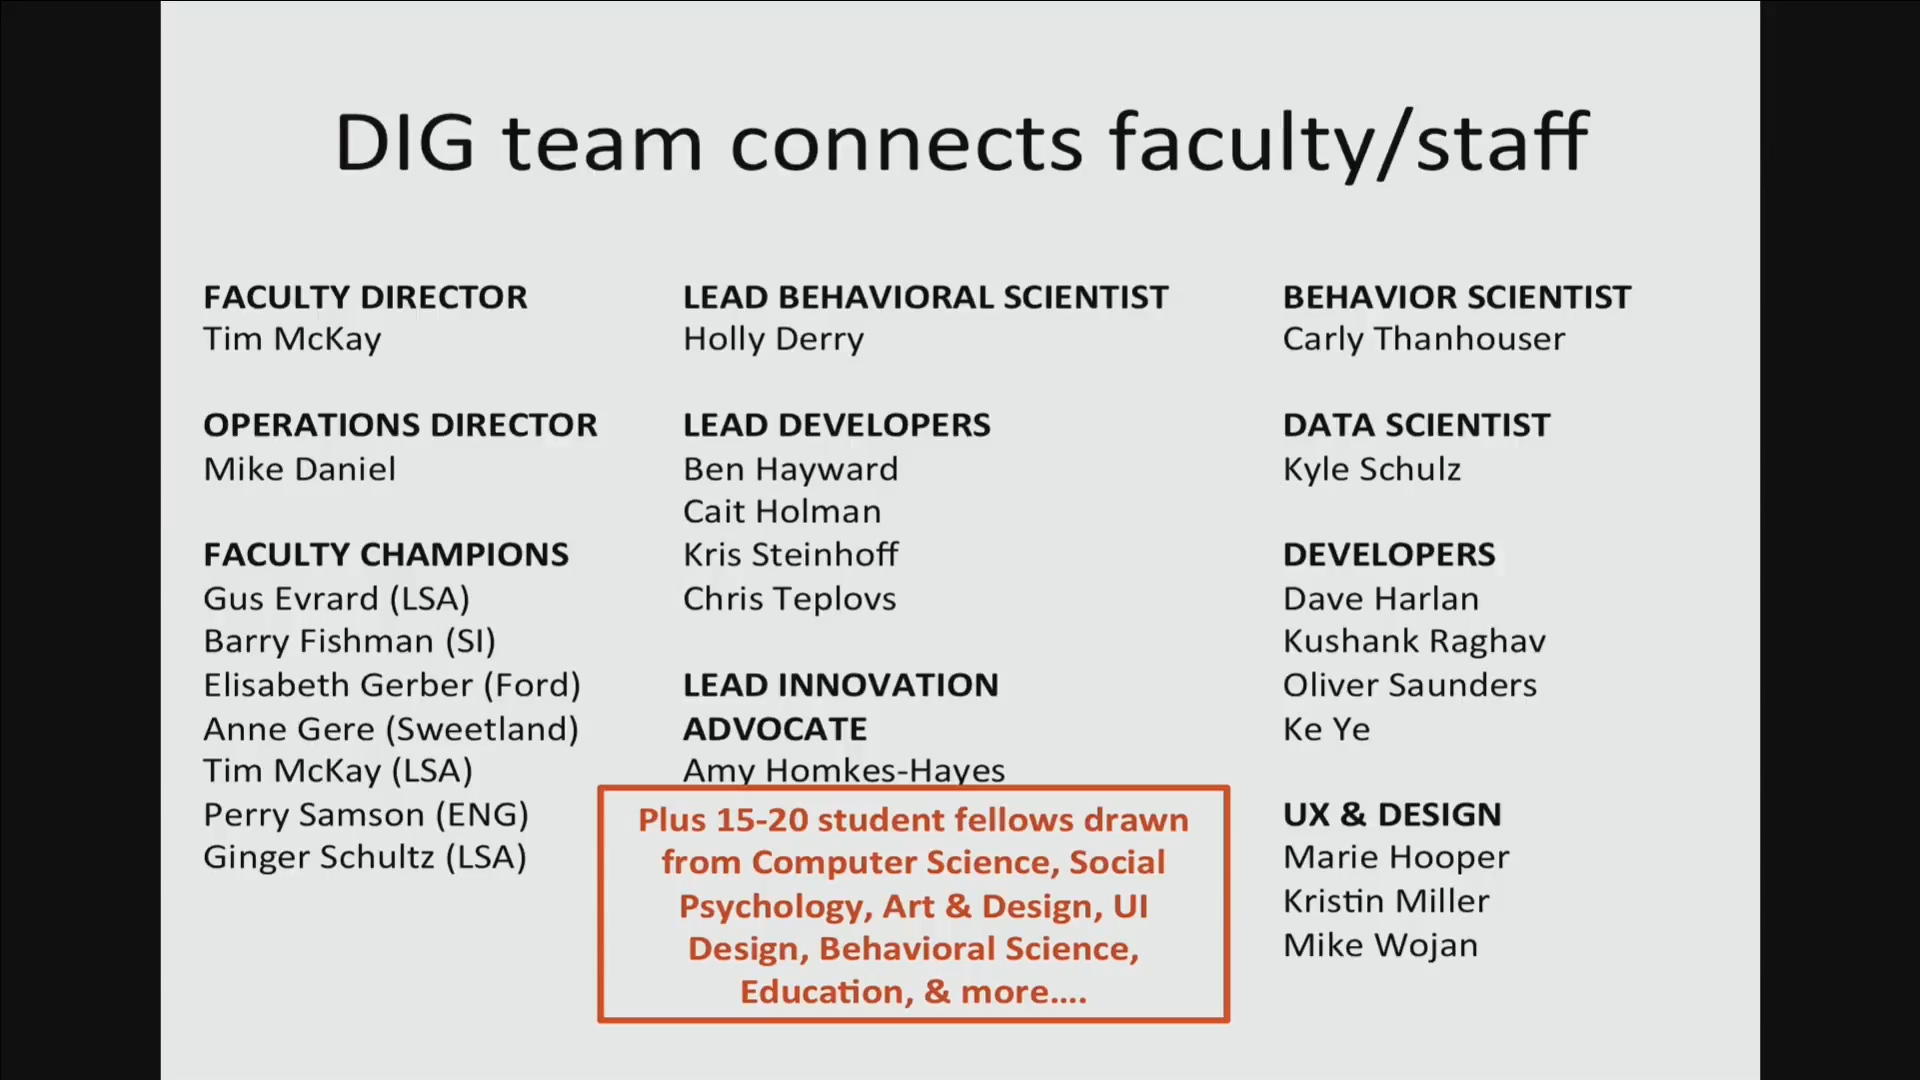 DIG team connects faculty/staff
FACULTY DIRECTOR
Tim McKay
OPERATIONS DIRECTOR
Mike Daniel
FACULTY CHAMPIONS
Gus Evrard (LSA)
Barry Fishman (SI)
Elisabeth Gerber (Ford)
Anne Gere (Sweetland)
Tim McKay (LSA)
Perry Samson (ENG)
Ginger Schultz (LSA)
LEAD BEHAVIORAL SCIENTIST
Holly Derry
LEAD DEVELOPERS
Ben Hayward
Cait Holman
Kris Steinhoff
Chris Teplovs
LEAD INNOVATION
ADVOCATE
Amy Homkes-Hayes
Plus 15-20 student fellows drawn
from Computer Science, Social
Psychology, Art & Design, UI
Design, Behavioral Science,
Education, & more....
BEHAVIOR SCIENTIST
Carly Thanhouser
DATA SCIENTIST
Kyle Schulz
DEVELOPERS
Dave Harlan
Kushank Raghav
Oliver Saunders
Ke Ye
UX & DESIGN
Marie Hooper
Kristin Miller
Mike Wojan